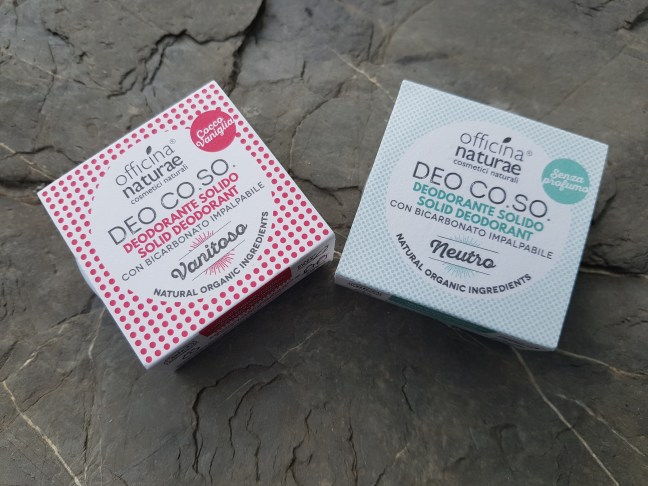 Cocco
Vaniglia
officina®
naturae
cosmetici naturali
DEO CO.SO.
DEODORANTE SOLIDO
SOLID DEODORANT
CON BICARBONATO IMPALPABILE
Vanitoso
NATURAL ORGANIC INGREDIENTS
officina®
naturae
cosmetici naturali
Senza
profumo
DEO CO.SO.
DEODORANTE SOLIDO
SOLID DEODORANT
CON BICARBONATO IMPALPABILE
Neutro
NATURAL ORGANIC INGREDIENTS